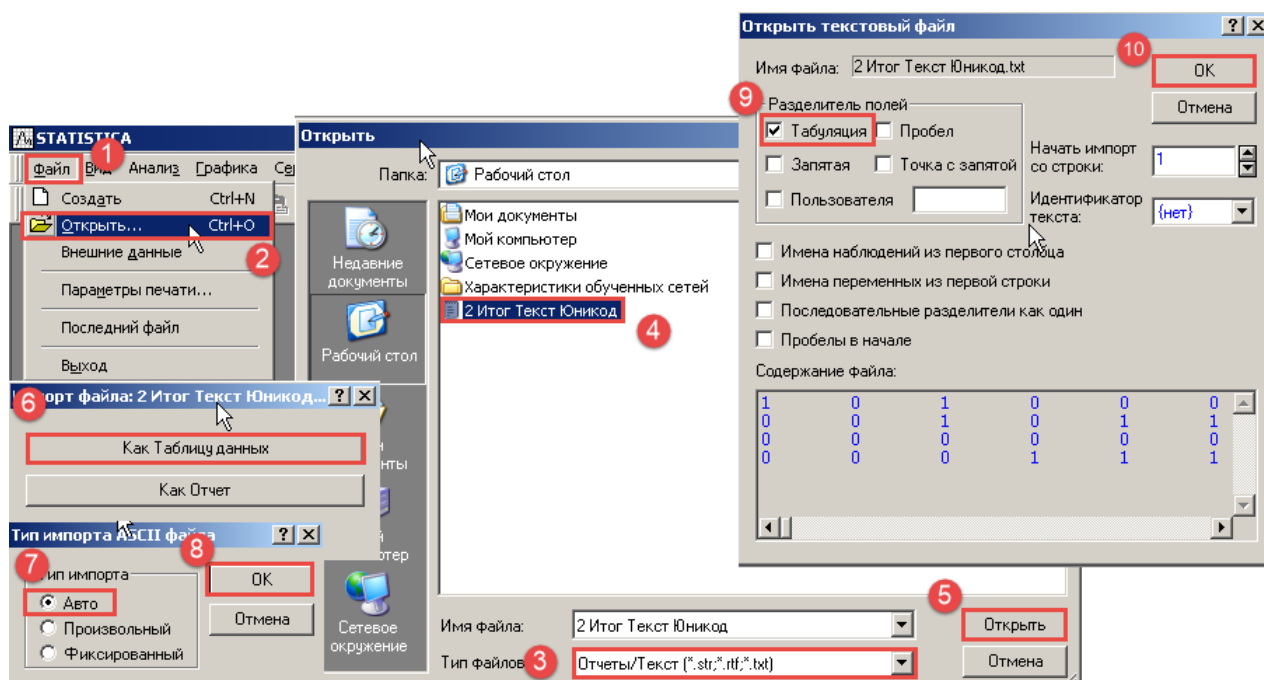 STATISTICA
1
Файл Вид Анализ Графика
Создать Ctrl+N
Открыть... Ctrl+O
2
Внешние данные
Параметры печати...
Последний файл
Выход
Открыть
Папка: Рабочий стол
Недавние
документы
Рабочий стол
Мои документы
Мой компьютер
Сетевое окружение
Характеристики обученных сетей
2 Итог Текст Юникод
4
Сетевое
окружение
5
Имя файла: 2 Итог Текст Юникод Открыть
Тип файлов 3 Отчеты/Текст (*.str;*.rtf;*.txt) Отмена
6 орт файла: 2 Итог Текст Юникод...
Как Таблицу данных
Как Отчет
Тип импорта ASCII файла
7
8
Тип импорта
OK
Авто
Произвольный
Фиксированный
Отмена
Открыть текстовый файл
10
Имя файла: 2 Итог Текст Юникод.txt OK
9
Разделитель полей Отмена
Табуляция Пробел
Запятая Точка с запятой
Пользователя
Начать импорт
со строки: 1
Идентификатор
текста: {нет}
Имена наблюдений из первого столбца
Имена переменных из первой строки
Последовательные разделители как один
Пробелы в начале
Содержание файла:
1 0 1 0 0 0
0 0 1 0 1 1
0 0 0 0 0 0
0 0 0 1 1 1